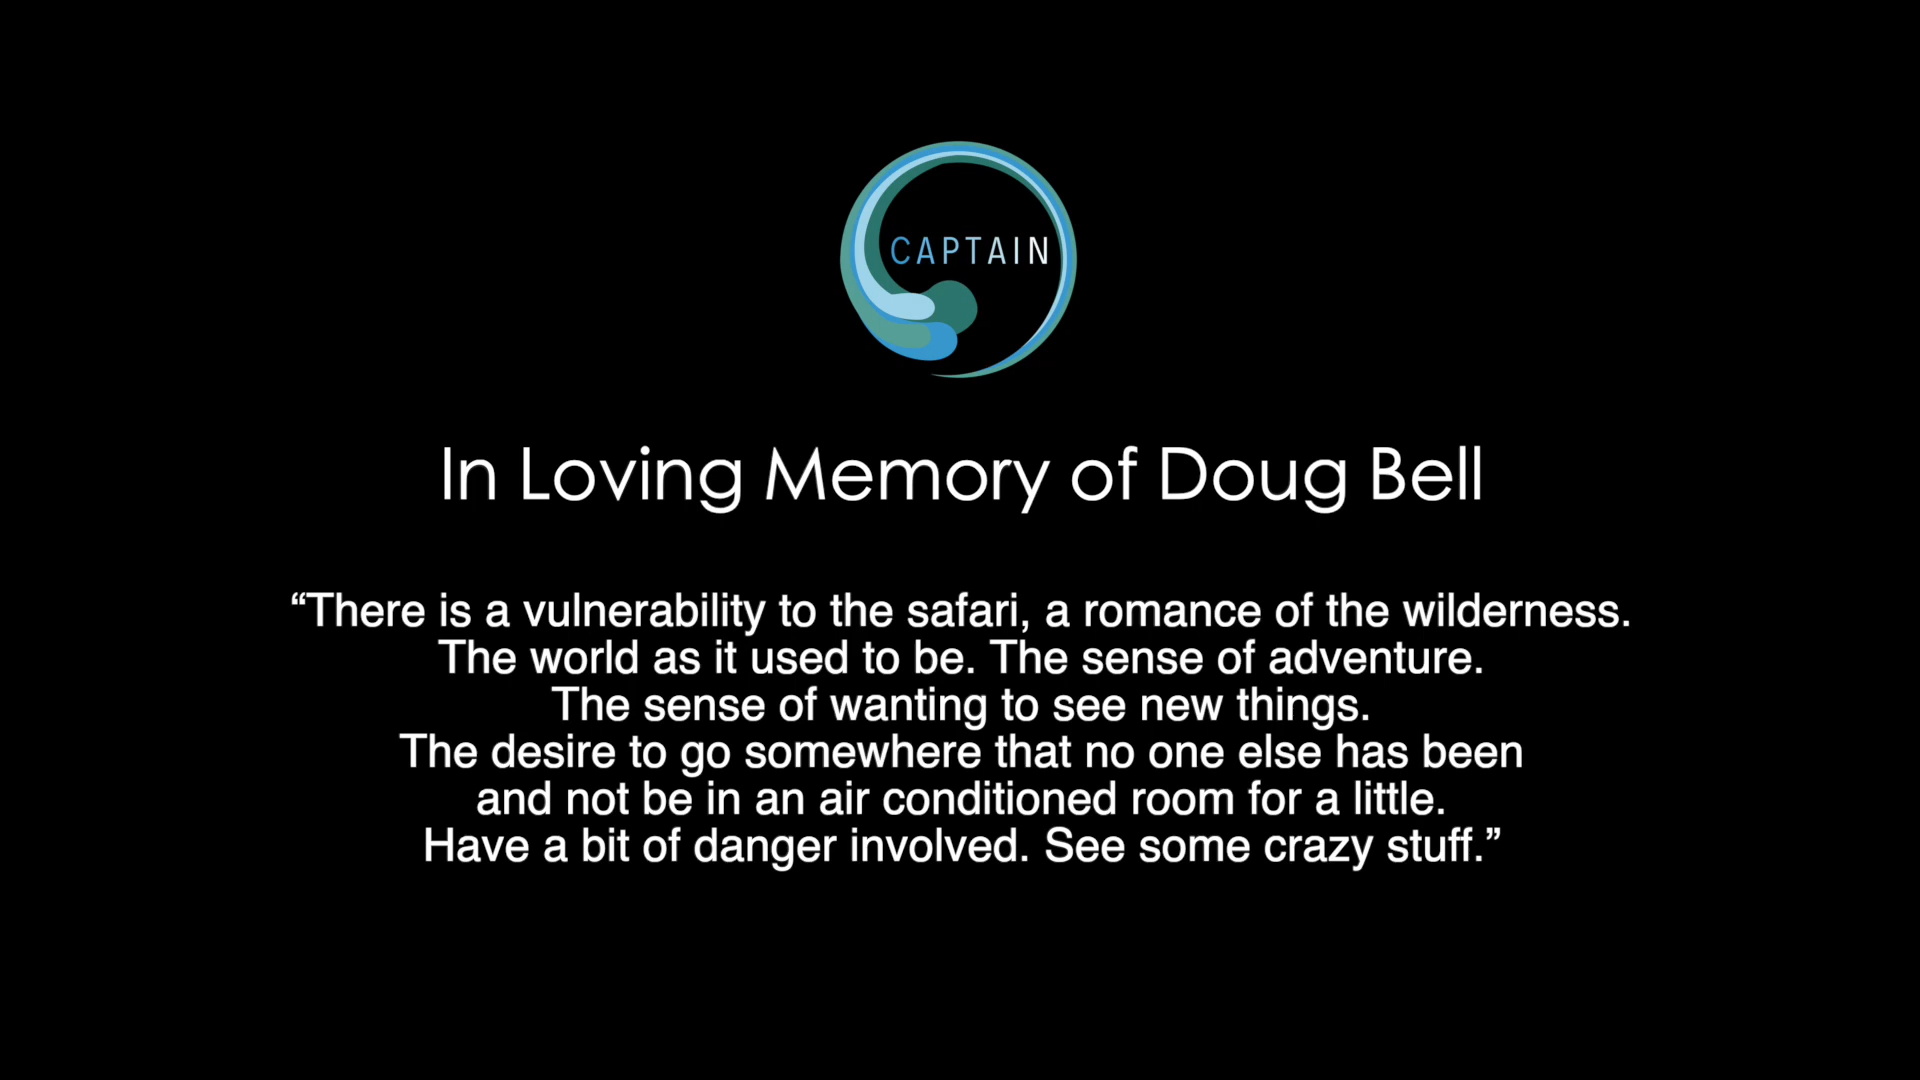 CAPTAIN
In Loving Memory of Doug Bell
“There is a vulnerability to the safari, a romance of the wilderness.
The world as it used to be. The sense of adventure.
The sense of wanting to see new things.
The desire to go somewhere that no one else has been
and not be in an air conditioned room for a little.
Have a bit of danger involved. See some crazy stuff.”